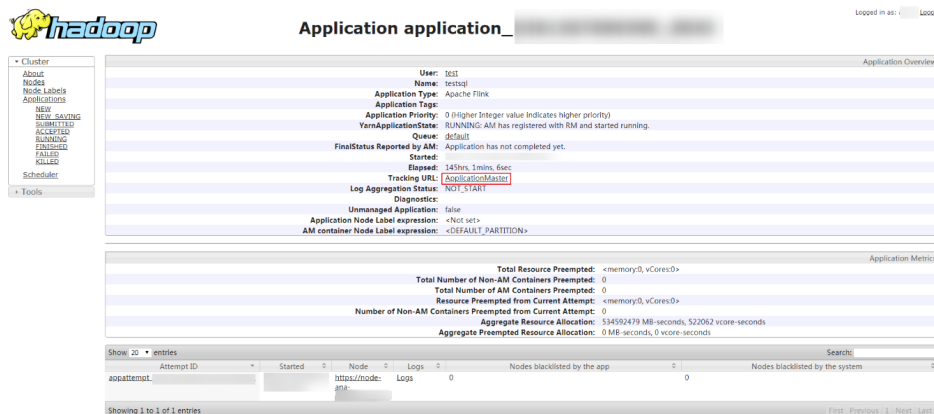 Logged in as:
hadoop
Application application_
Cluster
About
Nodes
Node Labels
Applications
NEW
NEW_SAVING
SUBMITTED
ACCEPTED
RUNNING
FINISHED
FAILED
KILLED
Scheduler
Tools
Application Overview
User: test
Name: testsql
Application Type: Apache Flink
Application Tags:
Application Priority: 0 (Higher Integer value indicates higher priority)
YarnApplicationState: RUNNING: AM has registered with RM and started running.
Queue: default
FinalStatus Reported by AM: Application has not completed yet.
Started:
Elapsed: 145hrs, 1mins, 6sec
Tracking URL: ApplicationMaster
Log Aggregation Status: NOT_START
Diagnostics:
Unmanaged Application: false
Application Node Label expression: <Not set>
AM container Node Label expression: <DEFAULT_PARTITION>
Application Metrics
Total Resource Preempted: <memory:0, vCores:0>
Total Number of Non-AM Containers Preempted: 0
Total Number of AM Containers Preempted: 0
Resource Preempted from Current Attempt: <memory:0, vCores:0>
Number of Non-AM Containers Preempted from Current Attempt: 0
Aggregate Resource Allocation: 534592479 MB-seconds, 522062 vcore-seconds
Aggregate Preempted Resource Allocation: 0 MB-seconds, 0 vcore-seconds
Show 20 entries Search:
Attempt ID Started Node Logs Nodes blacklisted by the app Nodes blacklisted by the system
appattempt_ https://node- Logs 0 0
ana-
Showing 1 to 1 of 1 entries First Previous 1 Next Last